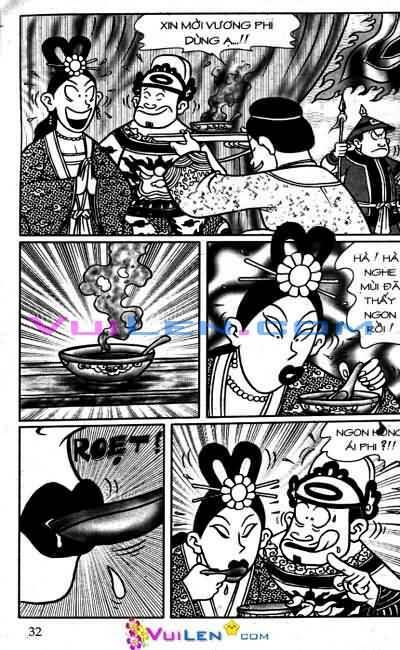 XIN MỜI VƯƠNG PHI
DÙNG Ạ...!!
HÀ! HÀ
NGHE
MÙI ĐÃ
THẤY
NGON
RỒI!
VuiLen.com
ROẸT!
NGON KHÔNG
ÁI PHI?!!
32
VuiLen.com